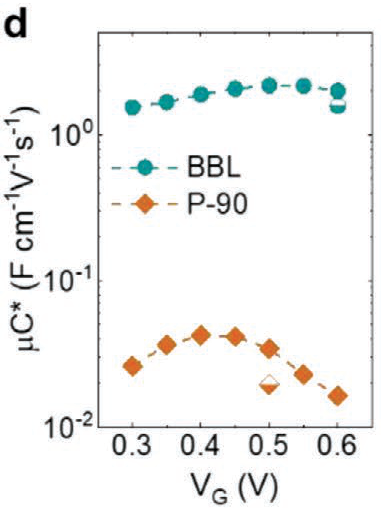 d
μC* (F cm⁻¹V⁻¹s⁻¹)
10⁰
BBL
P-90
10⁻¹
10⁻²
0.3 0.4 0.5 0.6
V_G (V)